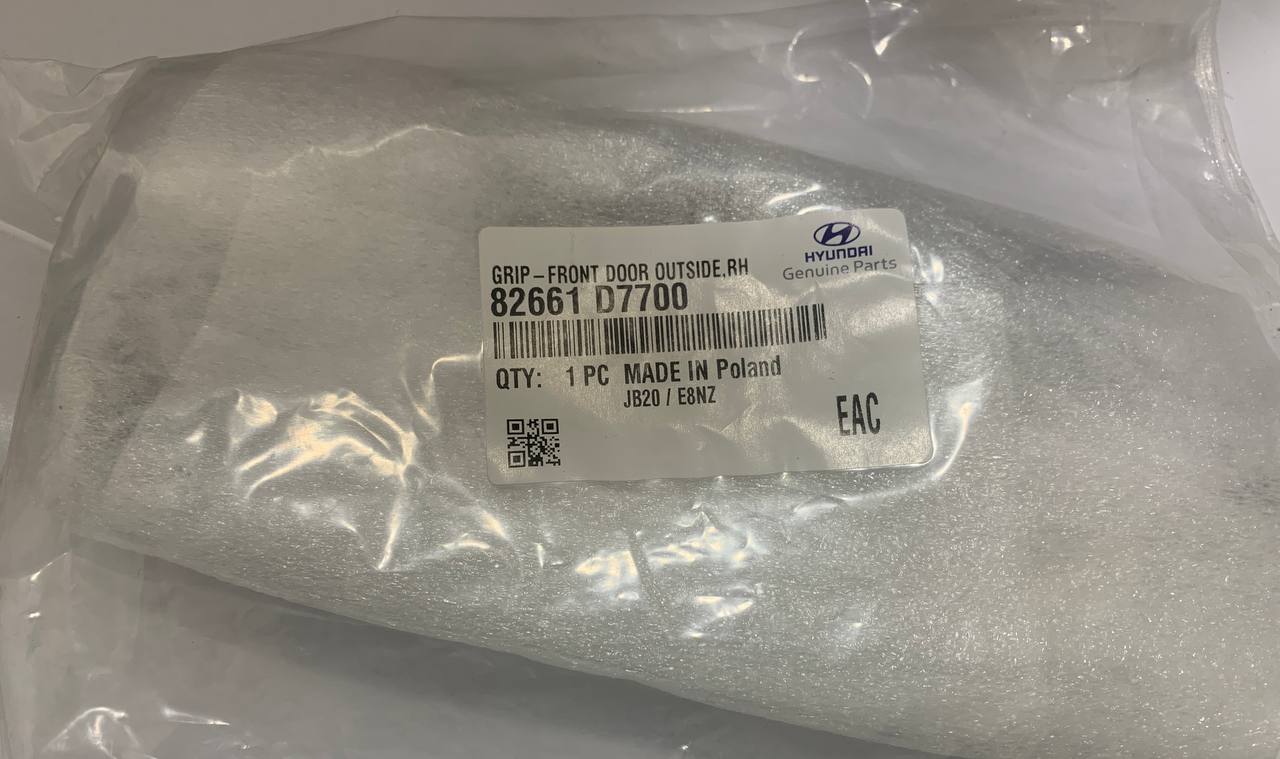 HYUNDAI
Genuine Parts
GRIP-FRONT DOOR OUTSIDE,RH
82661 D7700
QTY: 1 PC MADE IN Poland
JB20 / E8NZ
EAC